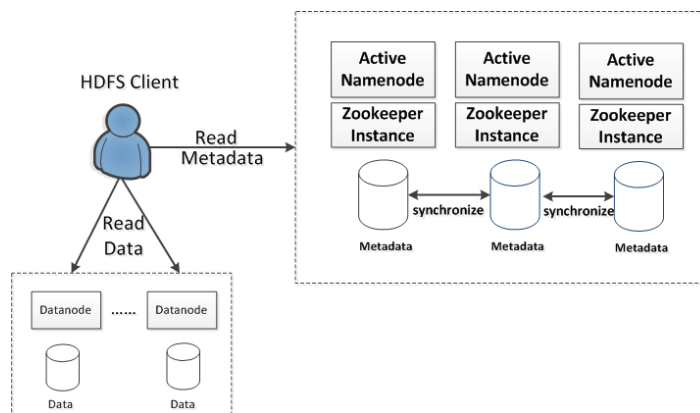 HDFS Client
Read
Metadata
Read
Data
Active
Namenode
Active
Namenode
Active
Namenode
Zookeeper
Instance
Zookeeper
Instance
Zookeeper
Instance
synchronize
synchronize
Metadata
Metadata
Metadata
Datanode
......
Datanode
Data
Data